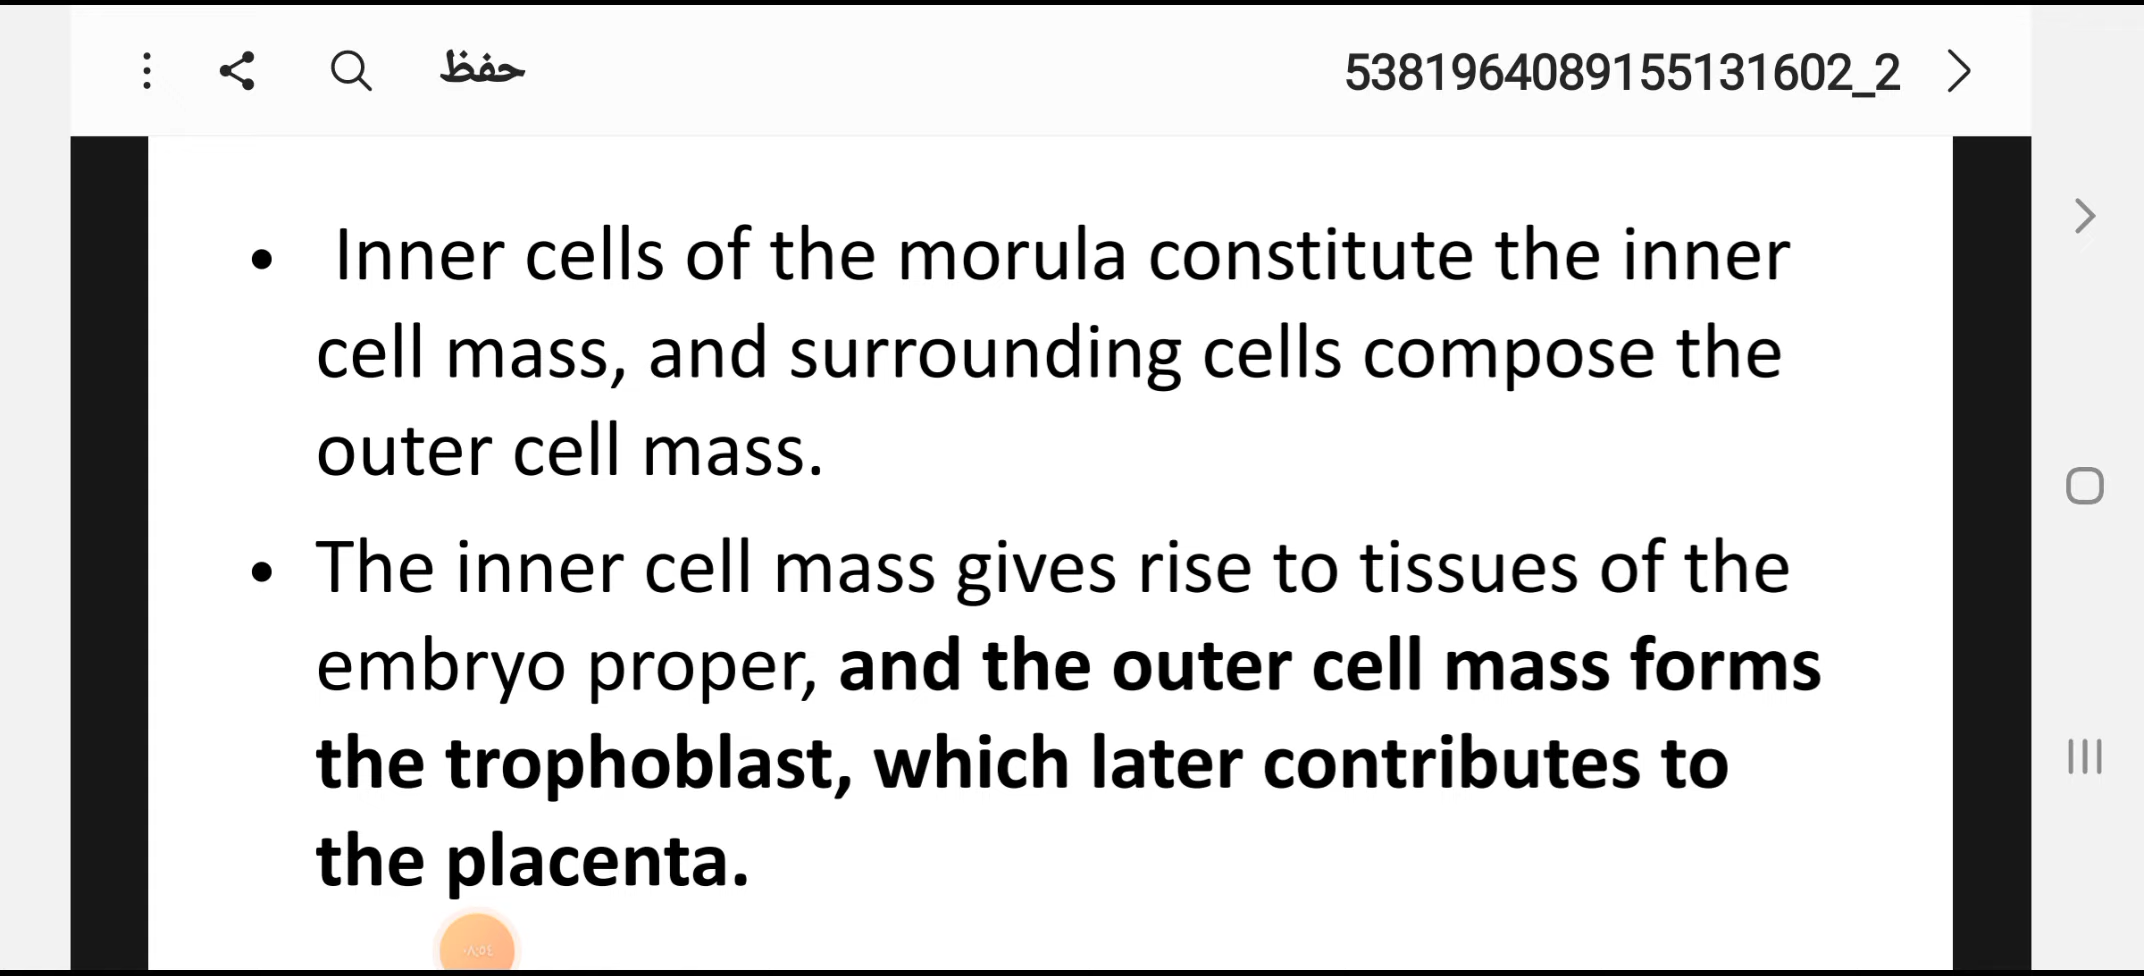 حفظ
5381964089155131602_2
• Inner cells of the morula constitute the inner
cell mass, and surrounding cells compose the
outer cell mass.
• The inner cell mass gives rise to tissues of the
embryo proper, and the outer cell mass forms
the trophoblast, which later contributes to
the placenta.